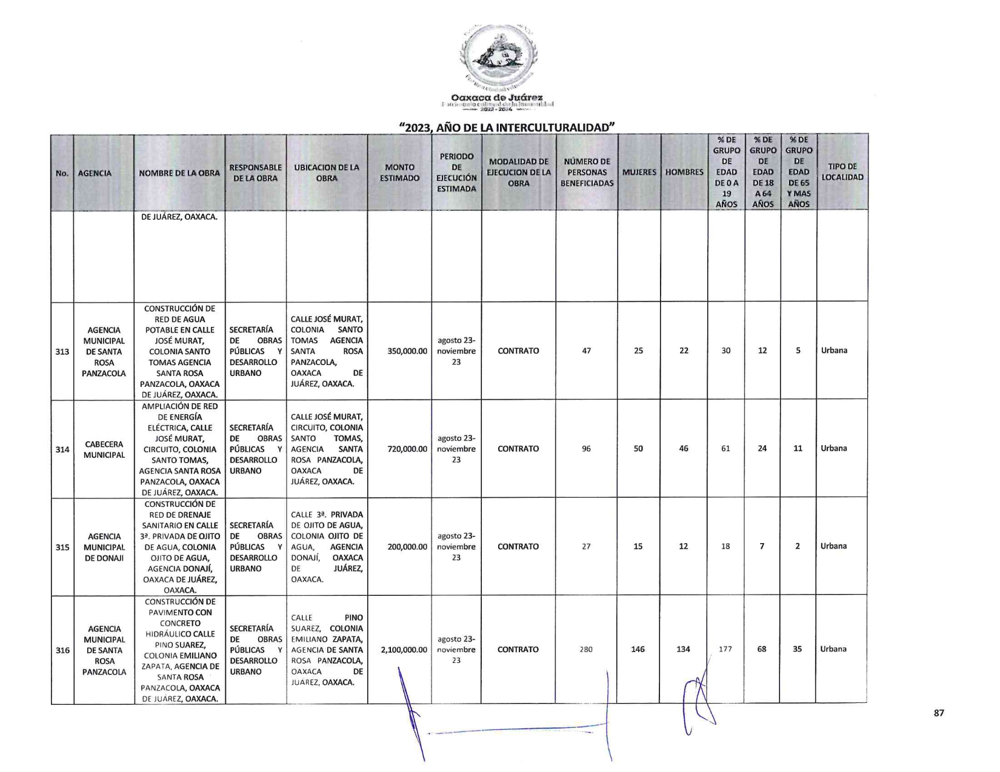 Oaxaca de Juárez
2022 - 2024
“2023, AÑO DE LA INTERCULTURALIDAD”
No.
AGENCIA
NOMBRE DE LA OBRA
RESPONSABLE
DE LA OBRA
UBICACION DE LA
OBRA
MONTO
ESTIMADO
PERIODO
DE
EJECUCIÓN
ESTIMADA
MODALIDAD DE
EJECUCION DE LA
OBRA
NÚMERO DE
PERSONAS
BENEFICIADAS
MUJERES
HOMBRES
% DE
GRUPO
DE
EDAD
DE 0 A
19
AÑOS
% DE
GRUPO
DE
EDAD
DE 18
A 64
AÑOS
% DE
GRUPO
DE
EDAD
DE 65
Y MAS
AÑOS
TIPO DE
LOCALIDAD
DE JUÁREZ, OAXACA.
313
AGENCIA
MUNICIPAL
DE SANTA
ROSA
PANZACOLA
CONSTRUCCIÓN DE
RED DE AGUA
POTABLE EN CALLE
JOSÉ MURAT,
COLONIA SANTO
TOMAS AGENCIA
SANTA ROSA
PANZACOLA, OAXACA
DE JUÁREZ, OAXACA.
SECRETARÍA
DE OBRAS
PÚBLICAS Y
DESARROLLO
URBANO
CALLE JOSÉ MURAT,
COLONIA SANTO
TOMAS AGENCIA
SANTA ROSA
PANZACOLA,
OAXACA DE
JUÁREZ, OAXACA.
350,000.00
agosto 23-
noviembre
23
CONTRATO
47
25
22
30
12
5
Urbana
314
CABECERA
MUNICIPAL
AMPLIACIÓN DE RED
DE ENERGÍA
ELÉCTRICA, CALLE
JOSÉ MURAT,
CIRCUITO, COLONIA
SANTO TOMAS,
AGENCIA SANTA ROSA
PANZACOLA, OAXACA
DE JUÁREZ, OAXACA.
SECRETARÍA
DE OBRAS
PÚBLICAS Y
DESARROLLO
URBANO
CALLE JOSÉ MURAT,
CIRCUITO, COLONIA
SANTO TOMAS,
AGENCIA SANTA
ROSA PANZACOLA,
OAXACA DE
JUÁREZ, OAXACA.
720,000.00
agosto 23-
noviembre
23
CONTRATO
96
50
46
61
24
11
Urbana
315
AGENCIA
MUNICIPAL
DE DONAJI
CONSTRUCCIÓN DE
RED DE DRENAJE
SANITARIO EN CALLE
3ª. PRIVADA DE OJITO
DE AGUA, COLONIA
OJITO DE AGUA,
AGENCIA DONAJÍ,
OAXACA DE JUÁREZ,
OAXACA.
SECRETARÍA
DE OBRAS
PÚBLICAS Y
DESARROLLO
URBANO
CALLE 3ª. PRIVADA
DE OJITO DE AGUA,
COLONIA OJITO DE
AGUA, AGENCIA
DONAJÍ, OAXACA
DE JUÁREZ,
OAXACA.
200,000.00
agosto 23-
noviembre
23
CONTRATO
27
15
12
18
7
2
Urbana
316
AGENCIA
MUNICIPAL
DE SANTA
ROSA
PANZACOLA
CONSTRUCCIÓN DE
PAVIMENTO CON
CONCRETO
HIDRÁULICO CALLE
PINO SUAREZ,
COLONIA EMILIANO
ZAPATA, AGENCIA DE
SANTA ROSA
PANZACOLA, OAXACA
DE JUÁREZ, OAXACA.
SECRETARÍA
DE OBRAS
PÚBLICAS Y
DESARROLLO
URBANO
CALLE PINO
SUAREZ, COLONIA
EMILIANO ZAPATA,
AGENCIA DE SANTA
ROSA PANZACOLA,
OAXACA DE
JUÁREZ, OAXACA.
2,100,000.00
agosto 23-
noviembre
23
CONTRATO
280
146
134
177
68
35
Urbana
87